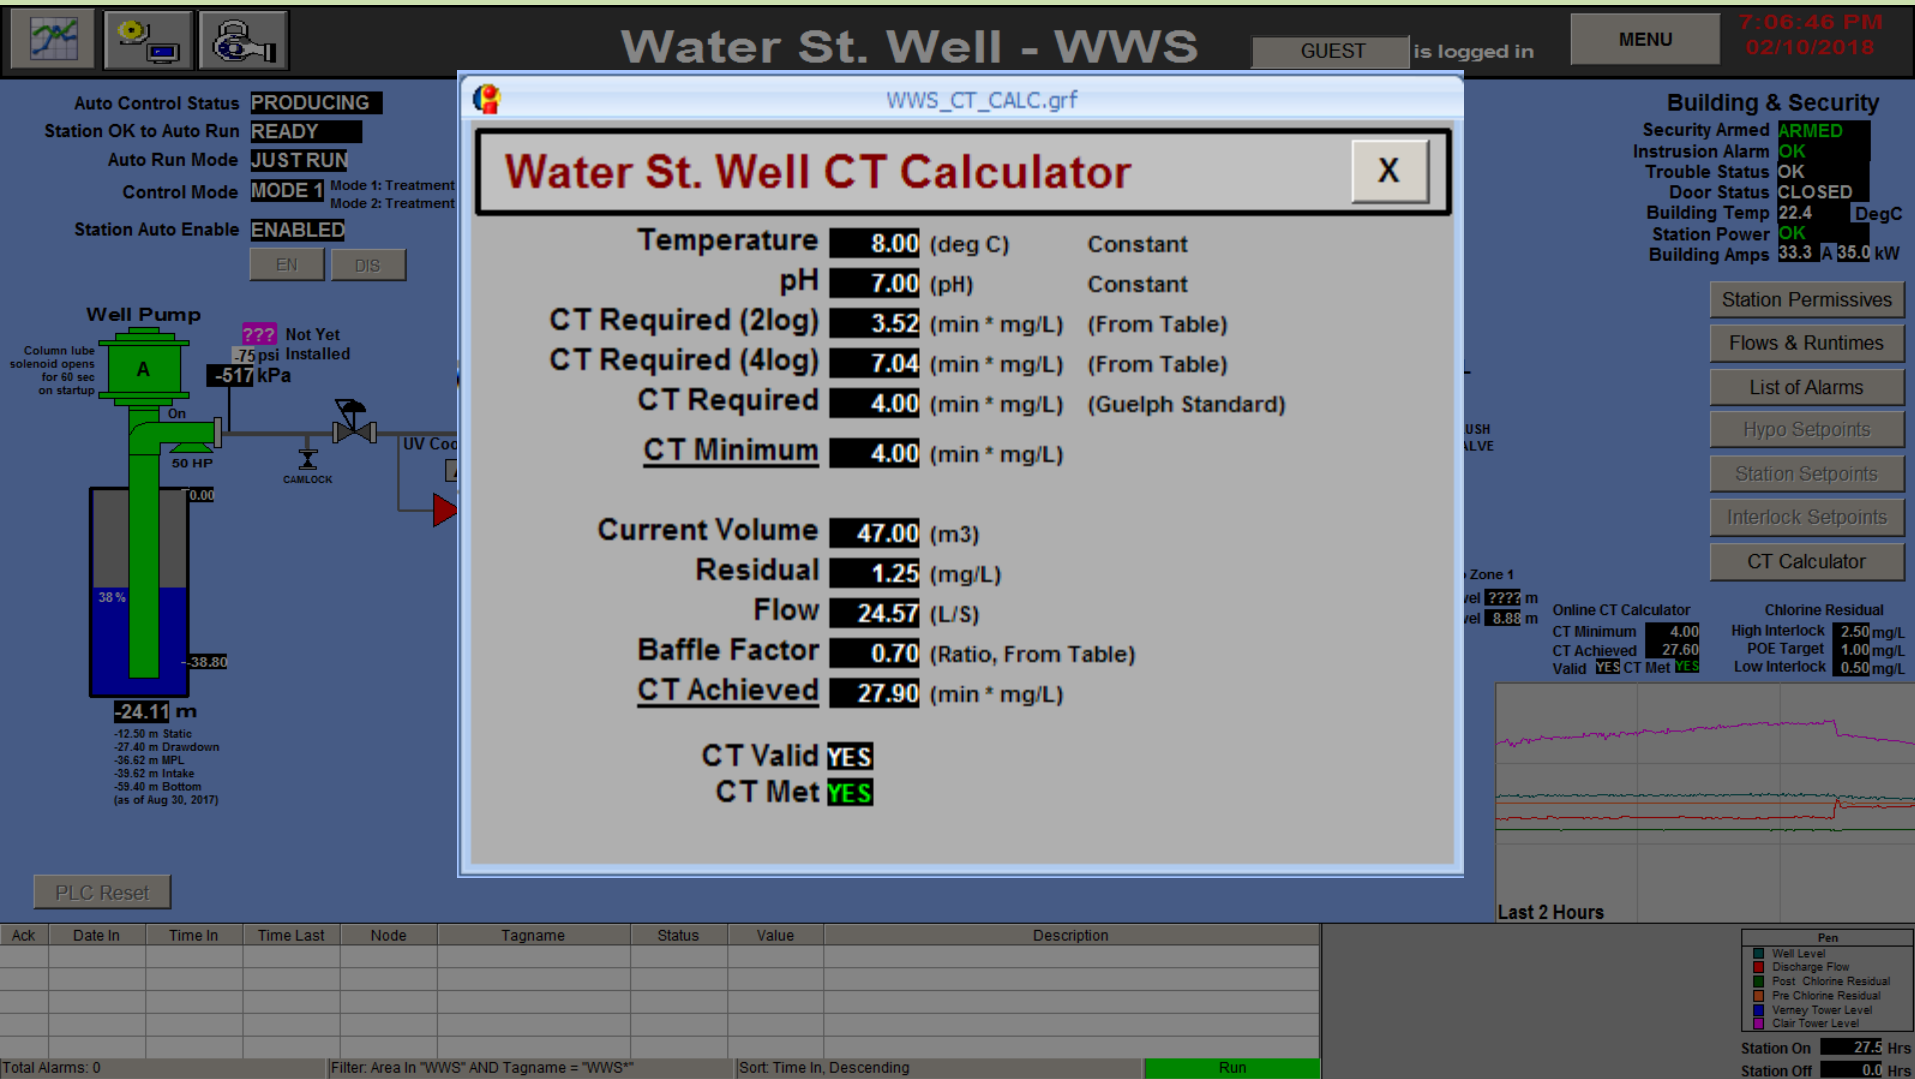 Water St. Well - WWS
GUEST is logged in
MENU
7:06:46 PM
02/10/2018
Auto Control Status PRODUCING
Station OK to Auto Run READY
Auto Run Mode JUST RUN
Control Mode MODE 1 Mode 1: Treatment
Mode 2: Treatment
Station Auto Enable ENABLED
EN DIS
Well Pump
??? Not Yet
-75 psi Installed
-517 kPa
Column lube
solenoid opens
for 60 sec
on startup
A
On
50 HP
CAMLOCK
UV Coo
0.00
38 %
-38.80
-24.11 m
-12.50 m Static
-27.40 m Drawdown
-36.62 m MPL
-39.62 m Intake
-59.40 m Bottom
(as of Aug 30, 2017)
PLC Reset
WWS_CT_CALC.grf
Water St. Well CT Calculator
X
Temperature 8.00 (deg C) Constant
pH 7.00 (pH) Constant
CT Required (2log) 3.52 (min * mg/L) (From Table)
CT Required (4log) 7.04 (min * mg/L) (From Table)
CT Required 4.00 (min * mg/L) (Guelph Standard)
CT Minimum 4.00 (min * mg/L)
Current Volume 47.00 (m3)
Residual 1.25 (mg/L)
Flow 24.57 (L/S)
Baffle Factor 0.70 (Ratio, From Table)
CT Achieved 27.90 (min * mg/L)
CT Valid YES
CT Met YES
Building & Security
Security Armed ARMED
Instrusion Alarm OK
Trouble Status OK
Door Status CLOSED
Building Temp 22.4 DegC
Station Power OK
Building Amps 33.3 A 35.0 kW
Station Permissives
Flows & Runtimes
List of Alarms
Hypo Setpoints
Station Setpoints
Interlock Setpoints
CT Calculator
USH
ALVE
Zone 1
vel ???? m
vel 8.88 m
Online CT Calculator
CT Minimum 4.00
CT Achieved 27.60
Valid YES CT Met YES
Chlorine Residual
High Interlock 2.50 mg/L
POE Target 1.00 mg/L
Low Interlock 0.50 mg/L
Last 2 Hours
Ack Date In Time In Time Last Node Tagname Status Value Description
Total Alarms: 0 Filter: Area In "WWS" AND Tagname = "WWS*" Sort: Time In, Descending Run
Pen
Well Level
Discharge Flow
Post Chlorine Residual
Pre Chlorine Residual
Verney Tower Level
Clair Tower Level
Station On 27.5 Hrs
Station Off 0.0 Hrs